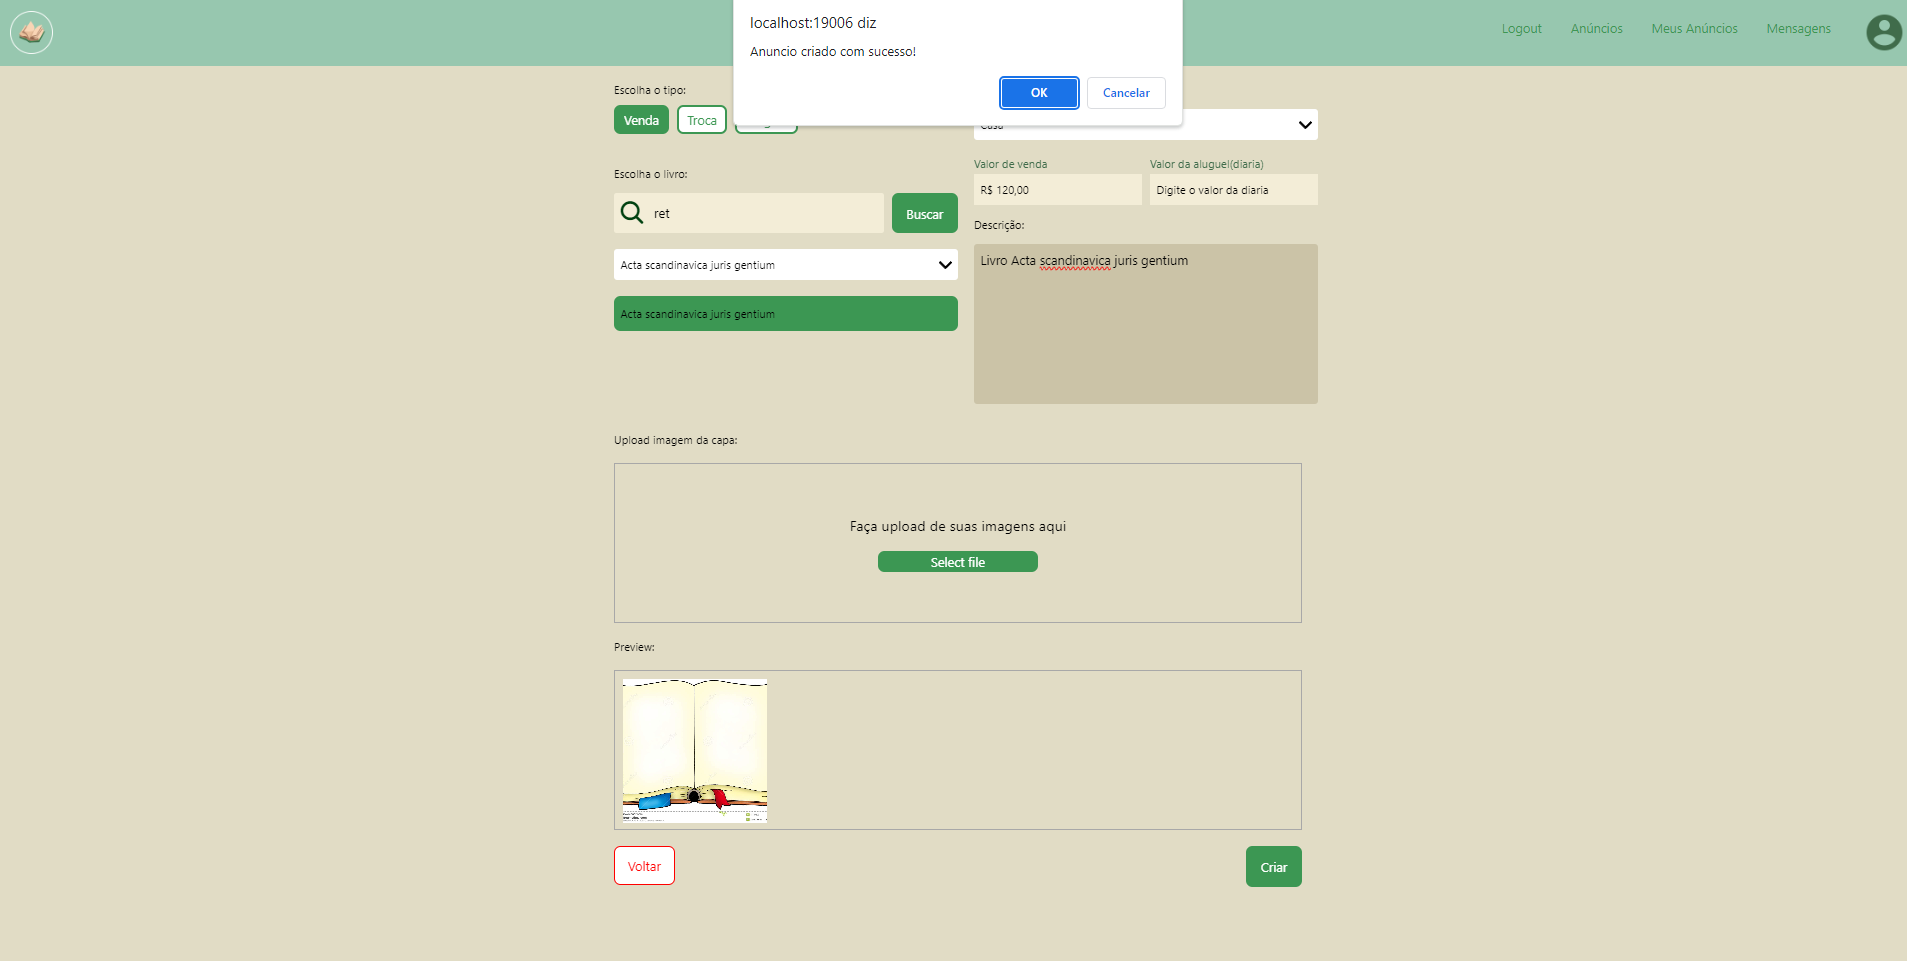 localhost:19006 diz
Anuncio criado com sucesso!
OK
Cancelar
Logout
Anúncios
Meus Anúncios
Mensagens
Escolha o tipo:
Venda
Troca
Casa
Escolha o livro:
ret
Buscar
Acta scandinavica juris gentium
Acta scandinavica juris gentium
Valor de venda
Valor da aluguel(diaria)
R$ 120,00
Digite o valor da diaria
Descrição:
Livro Acta scandinavica juris gentium
Upload imagem da capa:
Faça upload de suas imagens aqui
Select file
Preview:
Voltar
Criar